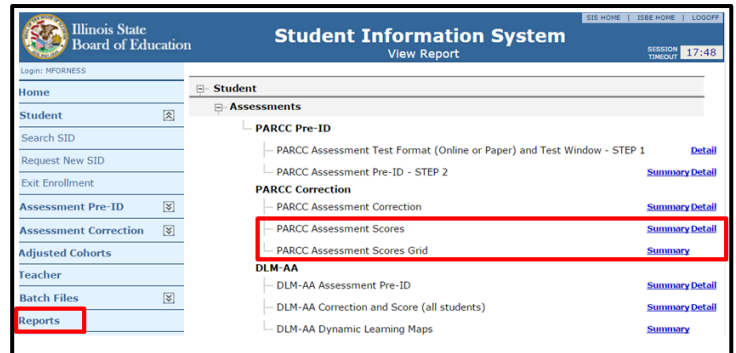 SIS HOME | ISBE HOME | LOGOFF
Illinois State
Board of Education
Student Information System
View Report
SESSION
TIMEOUT 17:48
Login: MFORNESS
Home
Student
Search SID
Request New SID
Exit Enrollment
Assessment Pre-ID
Assessment Correction
Adjusted Cohorts
Teacher
Batch Files
Reports
Student
Assessments
PARCC Pre-ID
PARCC Assessment Test Format (Online or Paper) and Test Window - STEP 1 Detail
PARCC Assessment Pre-ID - STEP 2 Summary Detail
PARCC Correction
PARCC Assessment Correction Summary Detail
PARCC Assessment Scores Summary Detail
PARCC Assessment Scores Grid Summary
DLM-AA
DLM-AA Assessment Pre-ID Summary Detail
DLM-AA Correction and Score (all students) Summary Detail
DLM-AA Dynamic Learning Maps Summary